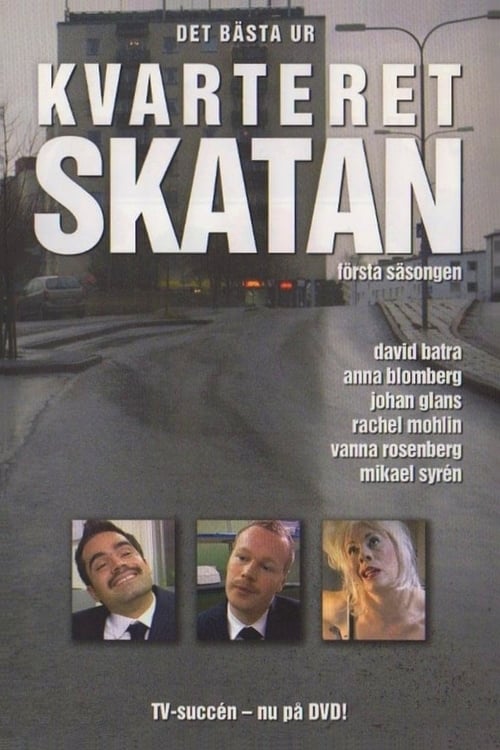 DET BÄSTA UR
KVARTERET
SKATAN
första säsongen
david batra
anna blomberg
johan glans
rachel mohlin
vanna rosenberg
mikael syrén
TV-succén – nu på DVD!